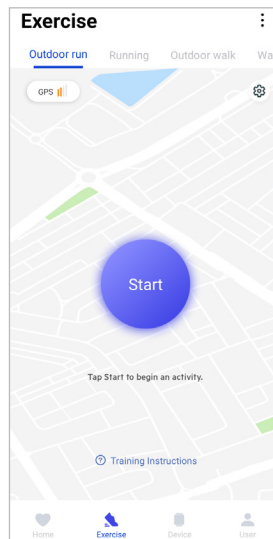 Exercise
Outdoor run Running Outdoor walk Wa
GPS
Start
Tap Start to begin an activity.
Training Instructions
Home Exercise Device User